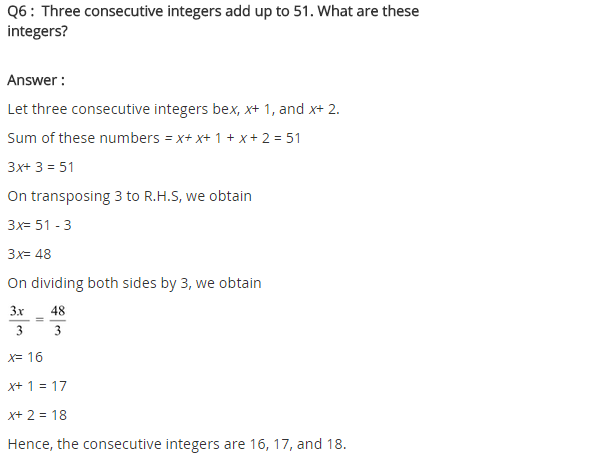 Q6 : Three consecutive integers add up to 51. What are these
integers?
Answer :
Let three consecutive integers bex, x+ 1, and x+ 2.
Sum of these numbers = x+ x+ 1 + x + 2 = 51
3x+ 3 = 51
On transposing 3 to R.H.S, we obtain
3x= 51 - 3
3x= 48
On dividing both sides by 3, we obtain
3x/3 = 48/3
x= 16
x+ 1 = 17
x+ 2 = 18
Hence, the consecutive integers are 16, 17, and 18.